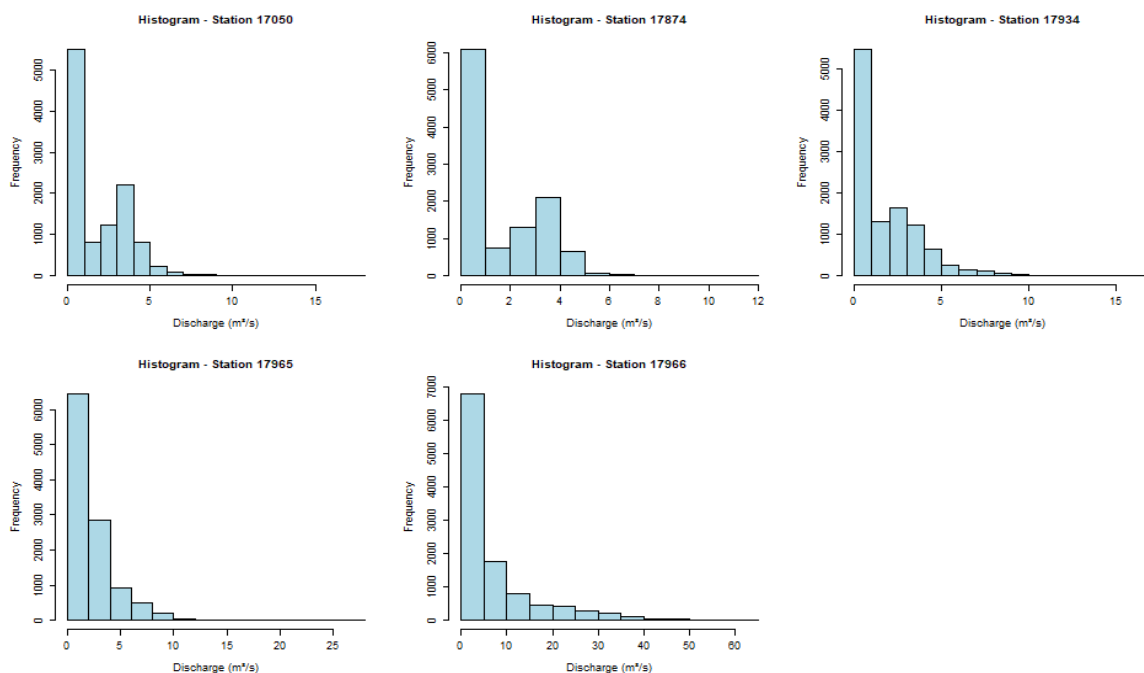 Histogram - Station 17050
Frequency
0 1000 2000 3000 4000 5000
0 5 10 15
Discharge (m³/s)
Histogram - Station 17874
Frequency
0 1000 2000 3000 4000 5000 6000
0 2 4 6 8 10 12
Discharge (m³/s)
Histogram - Station 17934
Frequency
0 1000 2000 3000 4000 5000
0 5 10 15
Discharge (m³/s)
Histogram - Station 17965
Frequency
0 1000 2000 3000 4000 5000 6000
0 5 10 15 20 25
Discharge (m³/s)
Histogram - Station 17966
Frequency
0 1000 2000 3000 4000 5000 6000 7000
0 10 20 30 40 50 60
Discharge (m³/s)